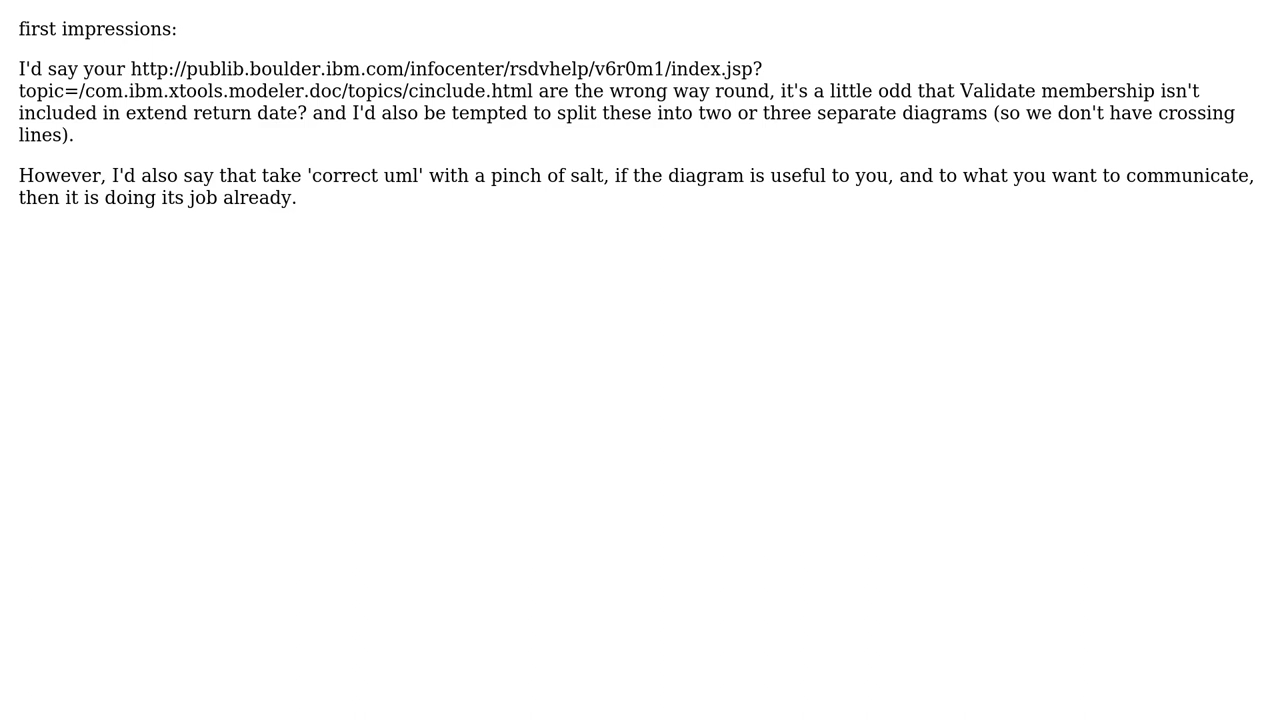 first impressions:
I'd say your http://publib.boulder.ibm.com/infocenter/rsdvhelp/v6r0m1/index.jsp?
topic=/com.ibm.xtools.modeler.doc/topics/cinclude.html are the wrong way round, it's a little odd that Validate membership isn't
included in extend return date? and I'd also be tempted to split these into two or three separate diagrams (so we don't have crossing
lines).
However, I'd also say that take 'correct uml' with a pinch of salt, if the diagram is useful to you, and to what you want to communicate,
then it is doing its job already.